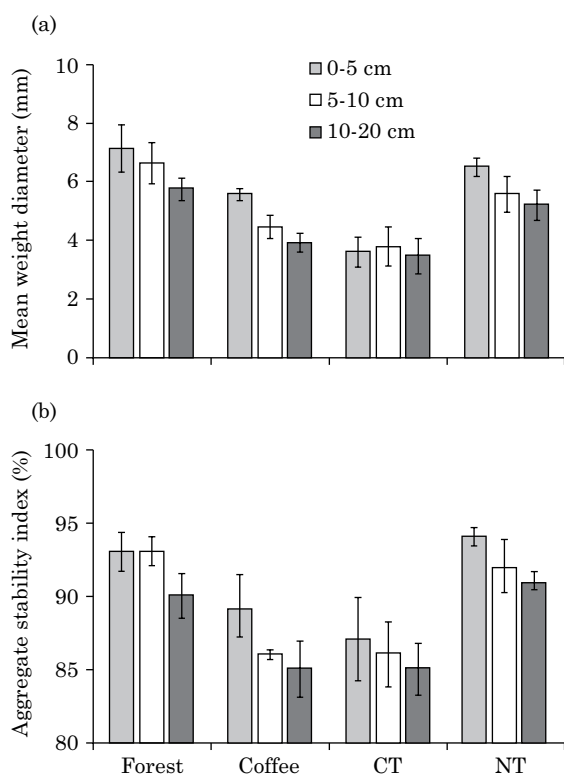 (a)
10
8
6
4
2
0
Mean weight diameter (mm)
0-5 cm
5-10 cm
10-20 cm
(b)
100
95
90
85
80
Aggregate stability index (%)
Forest Coffee CT NT